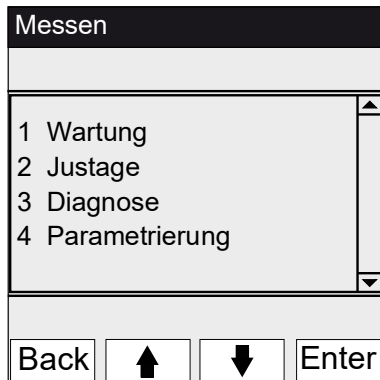 Messen
1 Wartung
2 Justage
3 Diagnose
4 Parametrierung
Back Enter